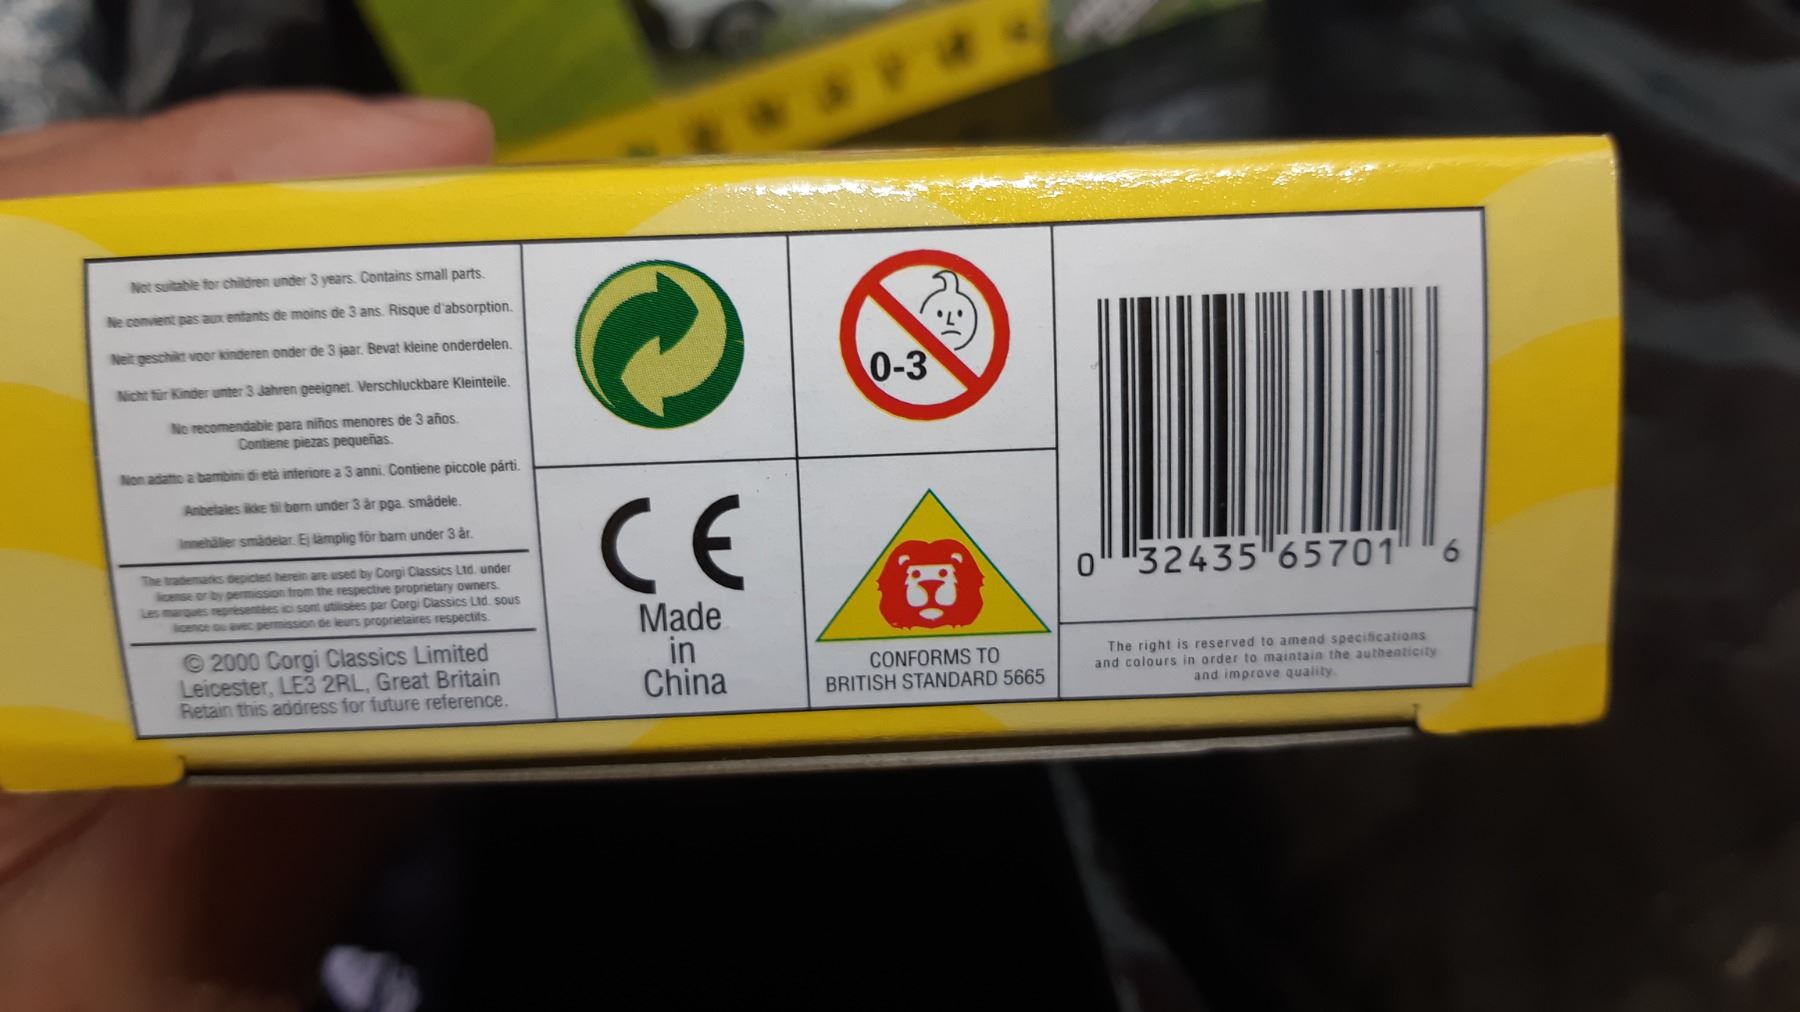 Not suitable for children under 3 years. Contains small parts.
Ne convient pas aux enfants de moins de 3 ans. Risque d'absorption.
Neit geschikt voor kinderen onder de 3 jaar. Bevat kleine onderdelen.
Nicht für Kinder unter 3 Jahren geeignet. Verschluckbare Kleinteile.
No recomendable para niños menores de 3 años.
Contiene piezas pequeñas.
Non adatto a bambini di età inferiore a 3 anni. Contiene piccole párti.
Anbefales ikke til børn under 3 år pga. smådele.
Innehåller smådelar. Ej lämplig för barn under 3 år.
The trademarks depicted herein are used by Corgi Classics Ltd. under
license or by permission from the respective proprietary owners.
Les marques représentées ici sont utilisées par Corgi Classics Ltd. sous
licence ou avec permission de leurs proprietaires respectifs.
© 2000 Corgi Classics Limited
Leicester, LE3 2RL, Great Britain
Retain this address for future reference.
CE
Made
in
China
0-3
CONFORMS TO
BRITISH STANDARD 5665
0 32435 65701 6
The right is reserved to amend specifications
and colours in order to maintain the authenticity
and improve quality.